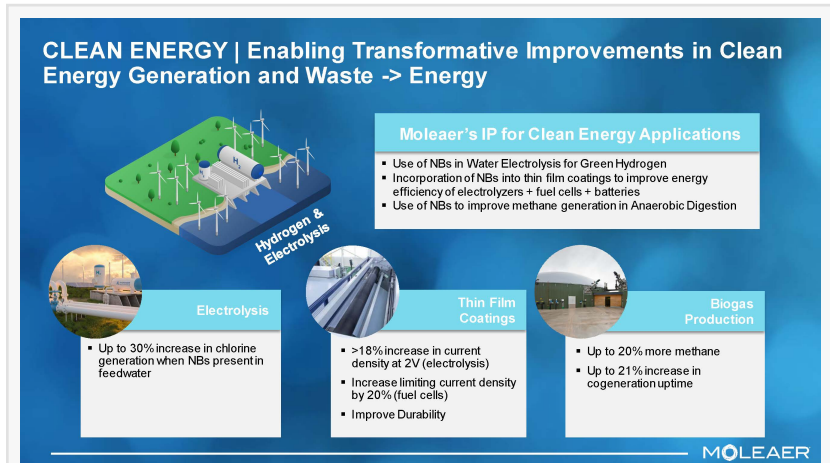 CLEAN ENERGY | Enabling Transformative Improvements in Clean
Energy Generation and Waste -> Energy
Moleaer's IP for Clean Energy Applications
▪ Use of NBs in Water Electrolysis for Green Hydrogen
▪ Incorporation of NBs into thin film coatings to improve energy
efficiency of electrolyzers + fuel cells + batteries
▪ Use of NBs to improve methane generation in Anaerobic Digestion
H₂
Hydrogen &
Electrolysis
Electrolysis
▪ Up to 30% increase in chlorine
generation when NBs present in
feedwater
Thin Film
Coatings
▪ >18% increase in current
density at 2V (electrolysis)
▪ Increase limiting current density
by 20% (fuel cells)
▪ Improve Durability
Biogas
Production
▪ Up to 20% more methane
▪ Up to 21% increase in
cogeneration uptime
MOLEAER